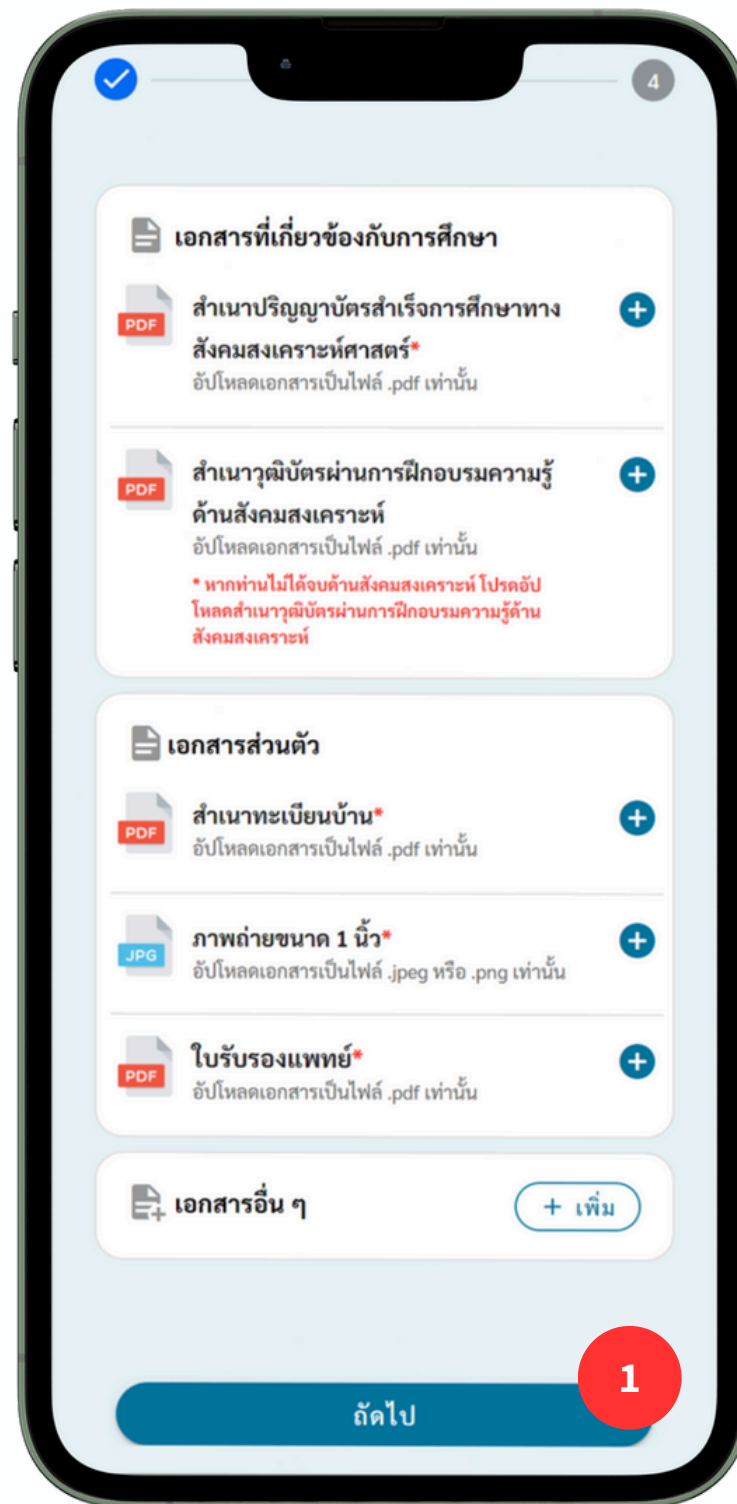 4
เอกสารที่เกี่ยวข้องกับการศึกษา
PDF
สำเนาปริญญาบัตรสำเร็จการศึกษาทาง
สังคมสงเคราะห์ศาสตร์*
อัปโหลดเอกสารเป็นไฟล์ .pdf เท่านั้น
PDF
สำเนาวุฒิบัตรผ่านการฝึกอบรมความรู้
ด้านสังคมสงเคราะห์
อัปโหลดเอกสารเป็นไฟล์ .pdf เท่านั้น
* หากท่านไม่ได้จบด้านสังคมสงเคราะห์ โปรดอัป
โหลดสำเนาวุฒิบัตรผ่านการฝึกอบรมความรู้ด้าน
สังคมสงเคราะห์
เอกสารส่วนตัว
PDF
สำเนาทะเบียนบ้าน*
อัปโหลดเอกสารเป็นไฟล์ .pdf เท่านั้น
JPG
ภาพถ่ายขนาด 1 นิ้ว*
อัปโหลดเอกสารเป็นไฟล์ .jpeg หรือ .png เท่านั้น
PDF
ใบรับรองแพทย์*
อัปโหลดเอกสารเป็นไฟล์ .pdf เท่านั้น
เอกสารอื่น ๆ
+ เพิ่ม
1
ถัดไป